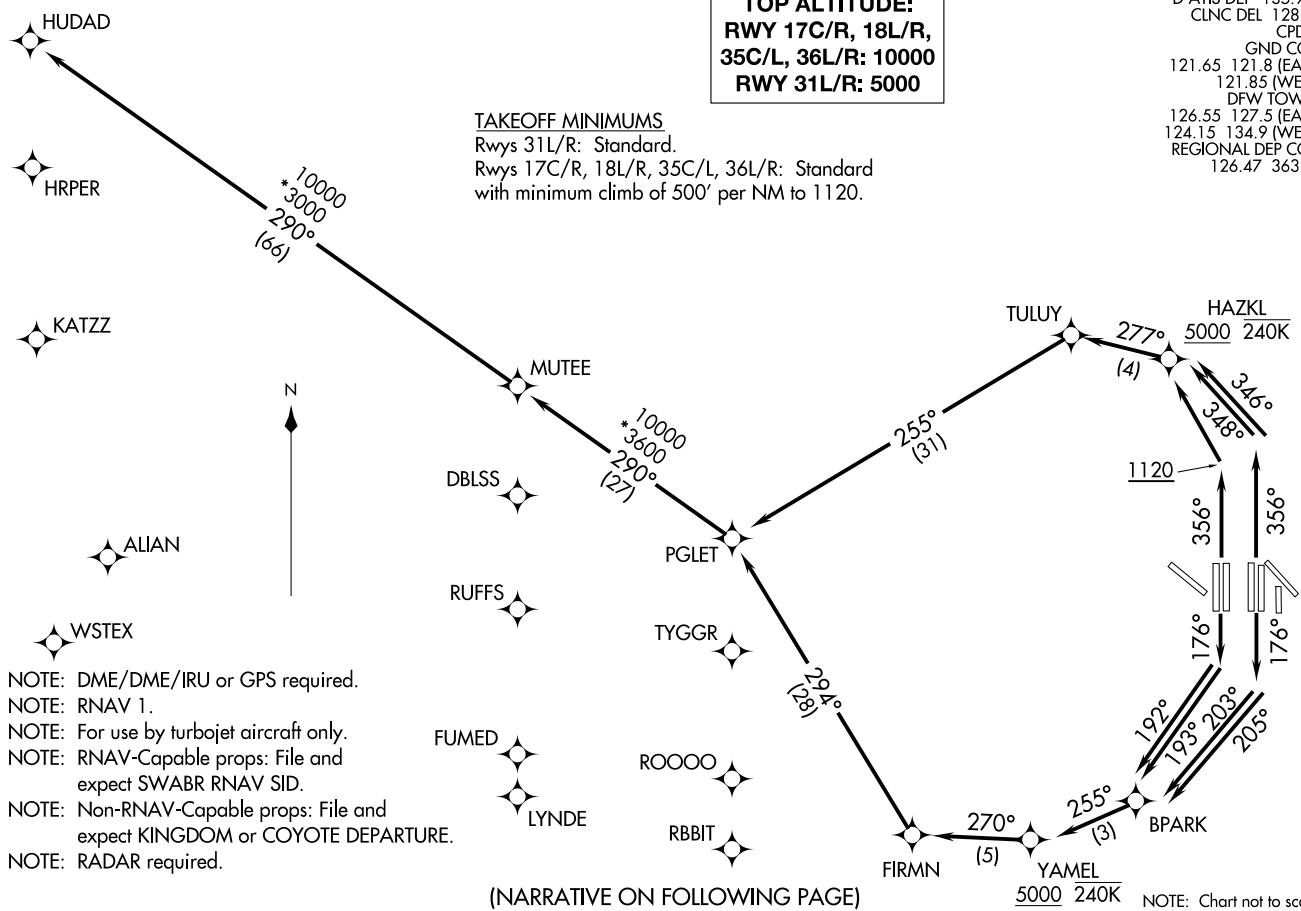 TOP ALTITUDE:
RWY 17C/R, 18L/R,
35C/L, 36L/R: 10000
RWY 31L/R: 5000
CLNC DEL 128
GND
121.65 121.8
121.85
DFW
126.55 127.5
124.15 134.9
REGIONAL DEP
126.47 363
TAKEOFF MINIMUMS
Rwys 31L/R: Standard.
Rwys 17C/R, 18L/R, 35C/L, 36L/R: Standard
with minimum climb of 500' per NM to 1120.
HUDAD
HRPER
10000
*3000
290°
(66)
KATZZ
MUTEE
N
10000
*3600
290°
(27)
TULUY
HAZKL
5000 240K
277°
(4)
346°
348°
255°
(31)
1120
356°
356°
DBLSS
PGLET
ALIAN
RUFFS
TYGGR
WSTEX
176°
176°
294°
(28)
192°
193°
203°
205°
FUMED
LYNDE
ROOOO
RBBIT
255°
(3)
BPARK
270°
(5)
FIRMN
YAMEL
5000 240K
NOTE: DME/DME/IRU or GPS required.
NOTE: RNAV 1.
NOTE: For use by turbojet aircraft only.
NOTE: RNAV-Capable props: File and
expect SWABR RNAV SID.
NOTE: Non-RNAV-Capable props: File and
expect KINGDOM or COYOTE DEPARTURE.
NOTE: RADAR required.
(NARRATIVE ON FOLLOWING PAGE)
NOTE: Chart not to